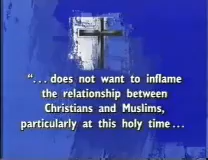 “... does not want to inflame
the relationship between
Christians and Muslims,
particularly at this holy time ...